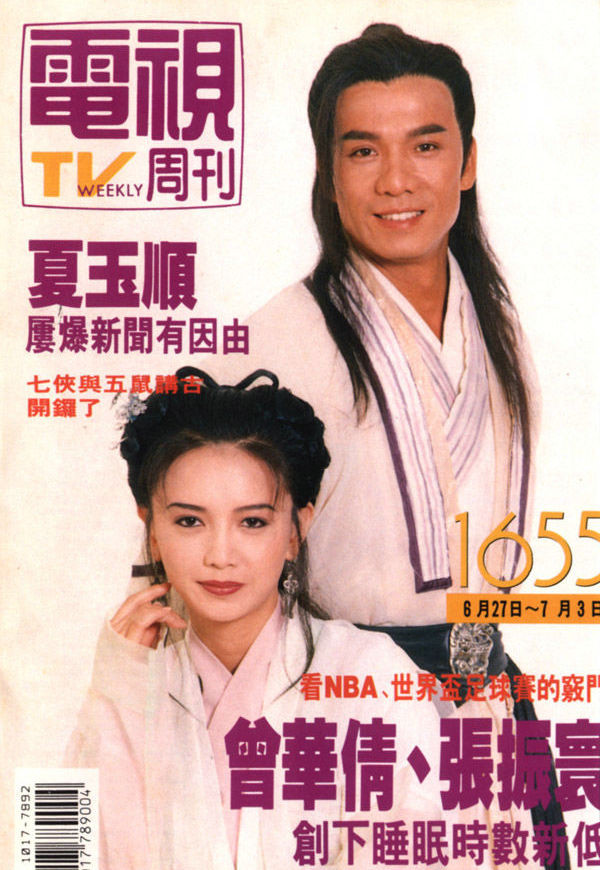 電視
TV WEEKLY 周刊
夏玉順
屢爆新聞有因由
七俠與五鼠講古
開鑼了
1655
6月27日～7月3日
看NBA、世界盃足球賽的竅門
曾華倩、張振寰
創下睡眠時數新低
1017-7892
17789004